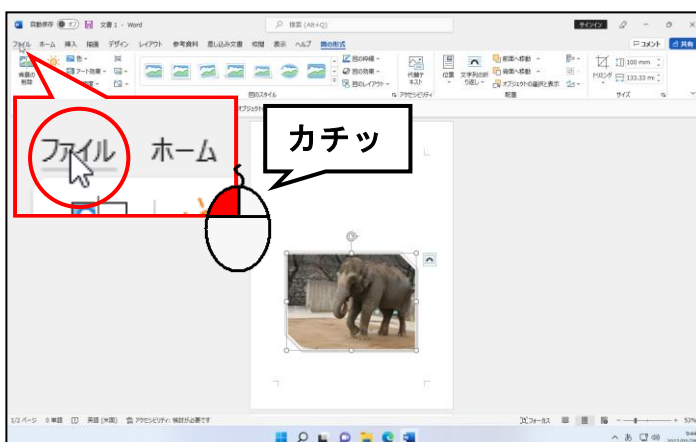 自動保存 オフ 文書 1 - Word 検索 (Alt+Q) サインイン
ファイル ホーム 挿入 描画 デザイン レイアウト 参考資料 差し込み文書 校閲 表示 ヘルプ 図の形式 コメント 共有
背景の
削除
色
アート効果
図の枠線
図の効果
図のレイアウト
代替テ
キスト
位置
文字列の折
り返し
前面へ移動
背面へ移動
オブジェクトの選択と表示
トリミング
100 mm
133.33 mm
図のスタイル アクセシビリティ 配置 サイズ
ファイル ホーム
カチッ
1/2 ページ 0 単語 英語 (米国) アクセシビリティ: 検討が必要です フォーカス 53%
あ